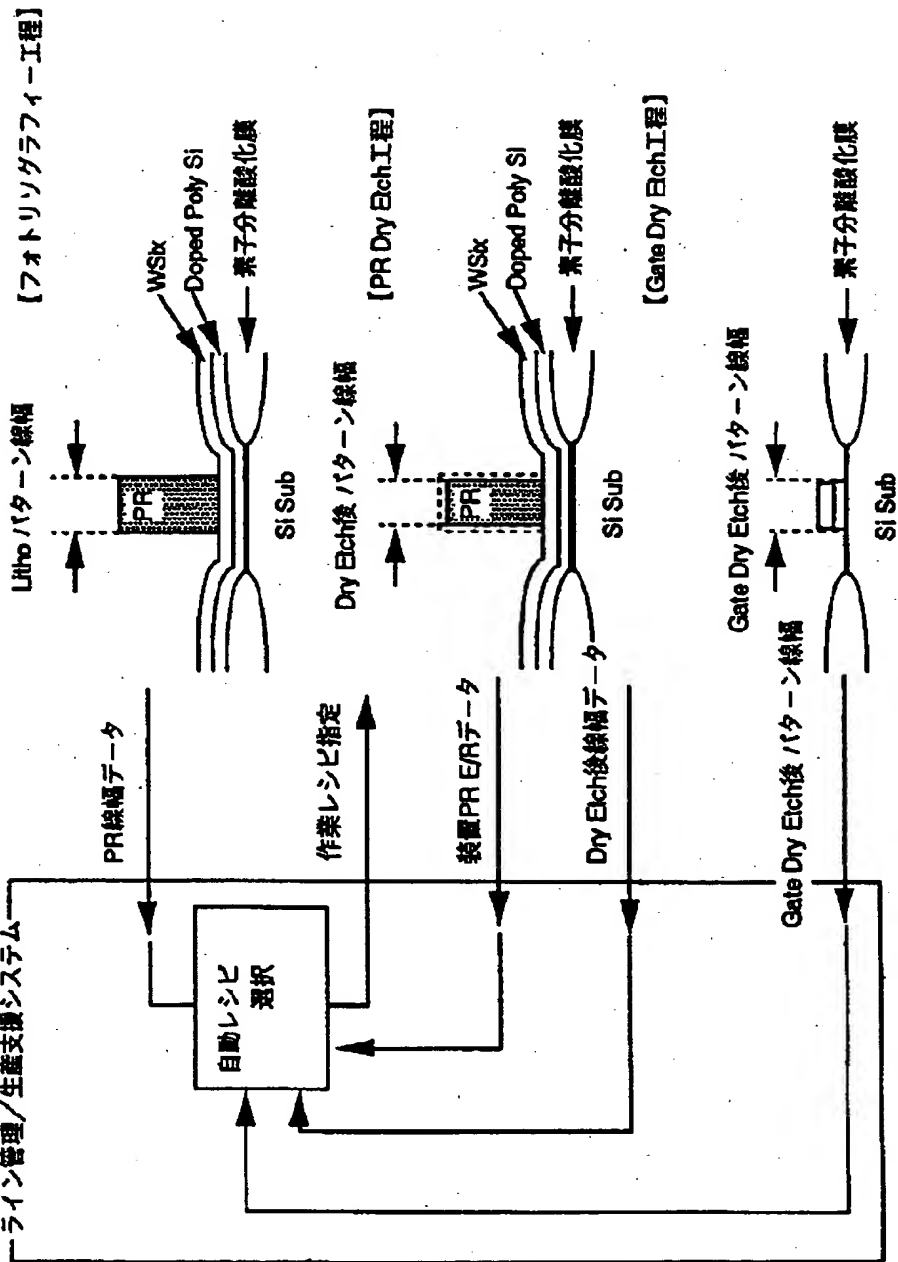 ライン管理/生産支援システム
自動レシピ
選択
PR線幅データ
作業レシピ指定
装置PR E/Rデータ
Dry Etch後線幅データ
Gate Dry Etch後 パターン線幅
【フォトリソグラフィー工程】
Litho パターン線幅
PR
WSix
Doped Poly Si
素子分離酸化膜
Si Sub
【PR Dry Etch工程】
Dry Etch後 パターン線幅
PR
WSix
Doped Poly Si
素子分離酸化膜
Si Sub
【Gate Dry Etch工程】
Gate Dry Etch後 パターン線幅
素子分離酸化膜
Si Sub